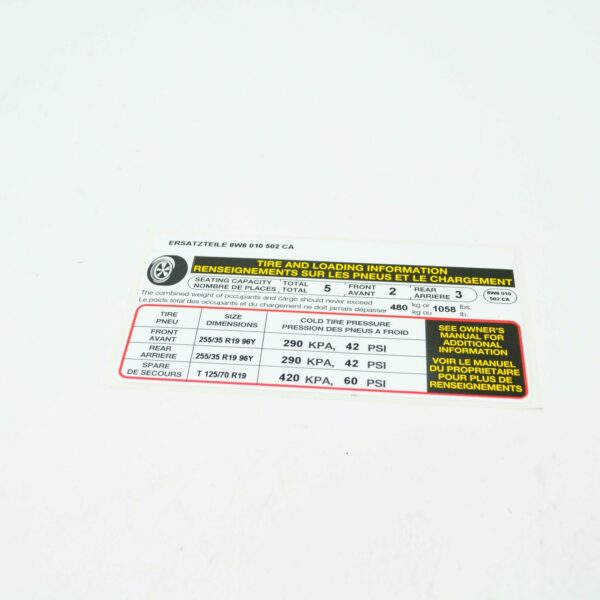 ERSATZTEILE 8W8 010 502 CA
TIRE AND LOADING INFORMATION
RENSEIGNEMENTS SUR LES PNEUS ET LE CHARGEMENT
SEATING CAPACITY TOTAL 5 FRONT 2 REAR 3
NOMBRE DE PLACES TOTAL AVANT ARRIERE
8W8 010
502 CA
The combined weight of occupants and cargo should never exceed 480 kg or 1058 lbs.
Le poids total des occupants et du chargement ne doit jamais dépasser kg ou lb.
TIRE SIZE COLD TIRE PRESSURE
PNEU DIMENSIONS PRESSION DES PNEUS A FROID
FRONT
AVANT 255/35 R19 96Y 290 KPA, 42 PSI
REAR
ARRIERE 255/35 R19 96Y 290 KPA, 42 PSI
SPARE
DE SECOURS T 125/70 R19 420 KPA, 60 PSI
SEE OWNER'S
MANUAL FOR
ADDITIONAL
INFORMATION
VOIR LE MANUEL
DU PROPRIETAIRE
POUR PLUS DE
RENSEIGNEMENTS